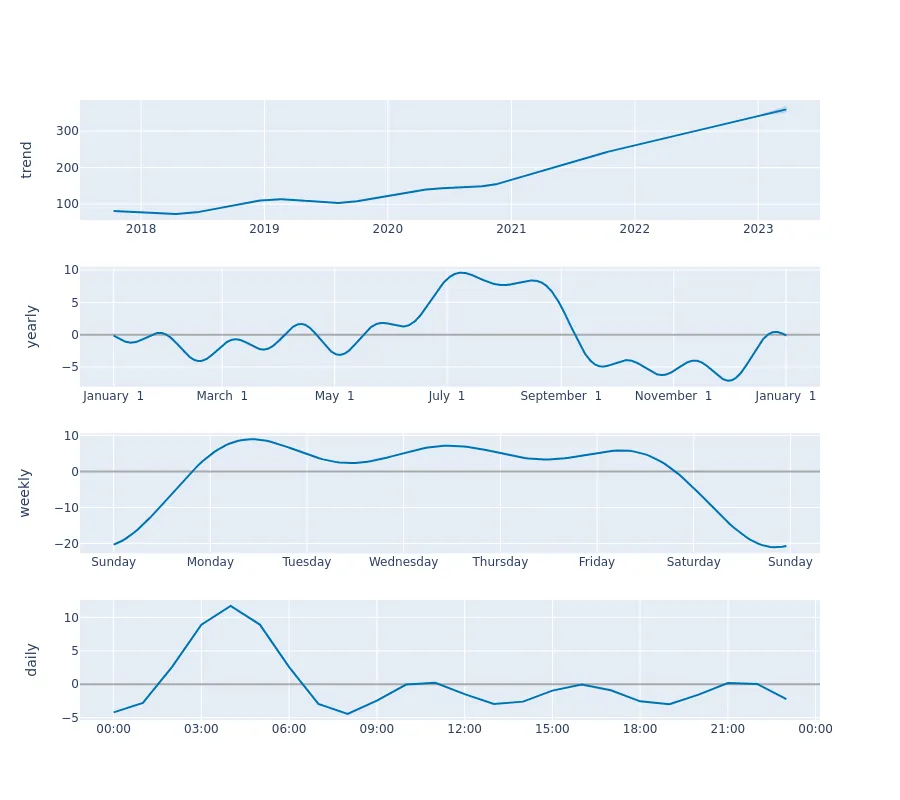 trend
300
200
100
2018 2019 2020 2021 2022 2023
yearly
10
5
0
−5
January 1 March 1 May 1 July 1 September 1 November 1 January 1
weekly
10
0
−10
−20
Sunday Monday Tuesday Wednesday Thursday Friday Saturday Sunday
daily
10
5
0
−5
00:00 03:00 06:00 09:00 12:00 15:00 18:00 21:00 00:00